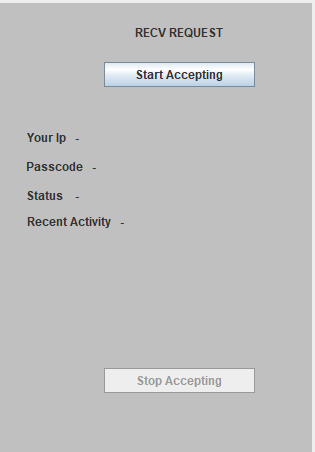 RECV REQUEST
Start Accepting
Your Ip -
Passcode -
Status -
Recent Activity -
Stop Accepting